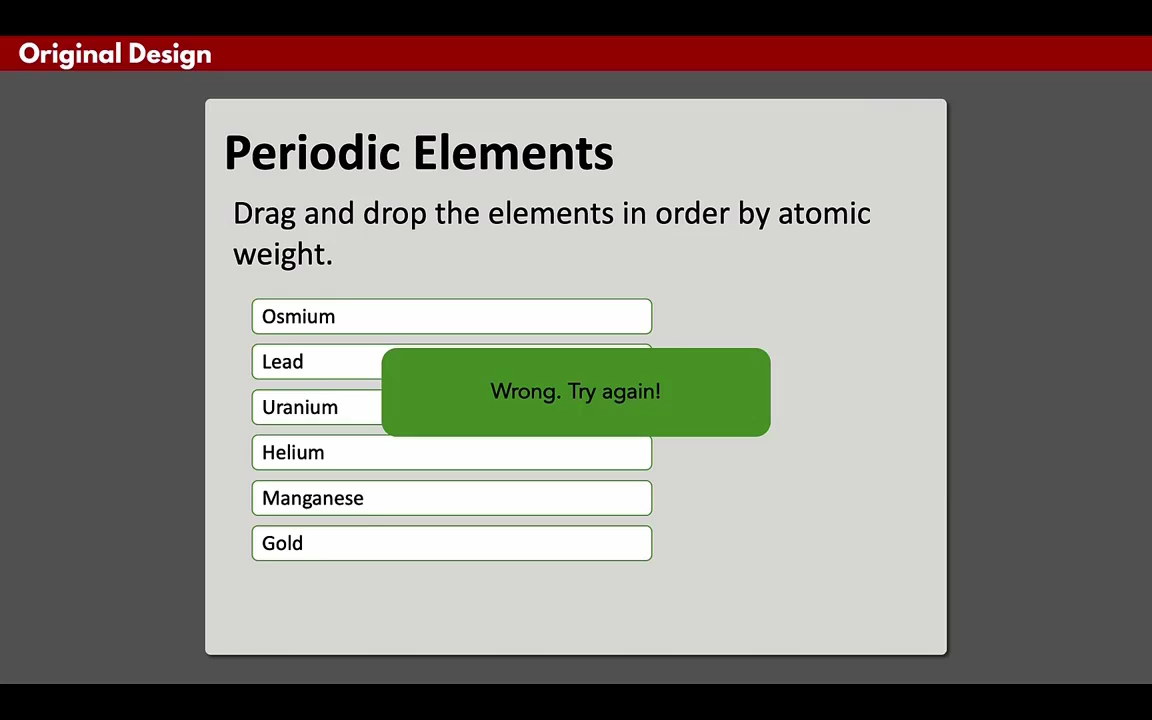 Original Design
Periodic Elements
Drag and drop the elements in order by atomic
weight.
Osmium
Lead
Wrong. Try again!
Uranium
Helium
Manganese
Gold